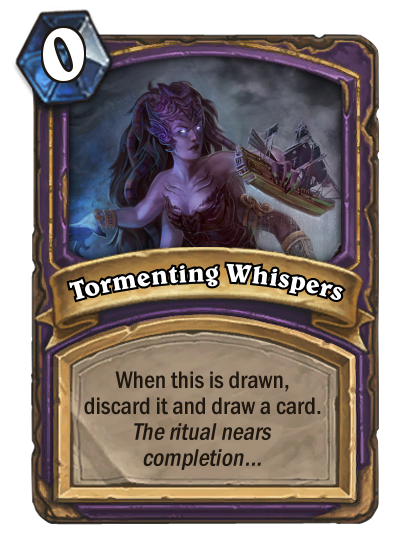 0
Tormenting Whispers
When this is drawn,
discard it and draw a card.
The ritual nears
completion...